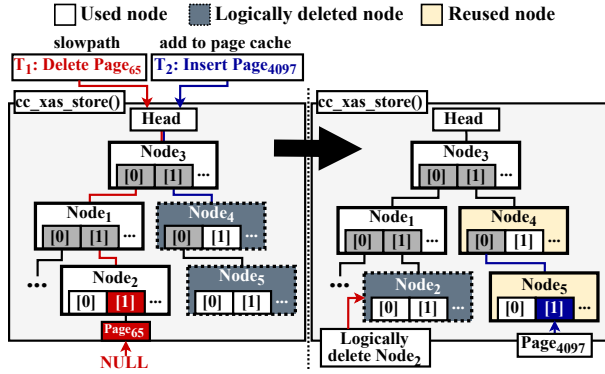 Used node Logically deleted node Reused node
slowpath add to page cache
T1: Delete Page65 T2: Insert Page4097
cc_xas_store() cc_xas_store()
Head Head
Node3 Node3
[0] [1] ... [0] [1] ...
Node1 Node4 Node1 Node4
[0] [1] ... [0] [1] ... [0] [1] ... [0] [1] ...
... Node2 Node5 ... Node2 Node5
[0] [1] ... [0] [1] ... [0] [1] ... [0] [1] ...
Page65 Logically Page4097
NULL delete Node2